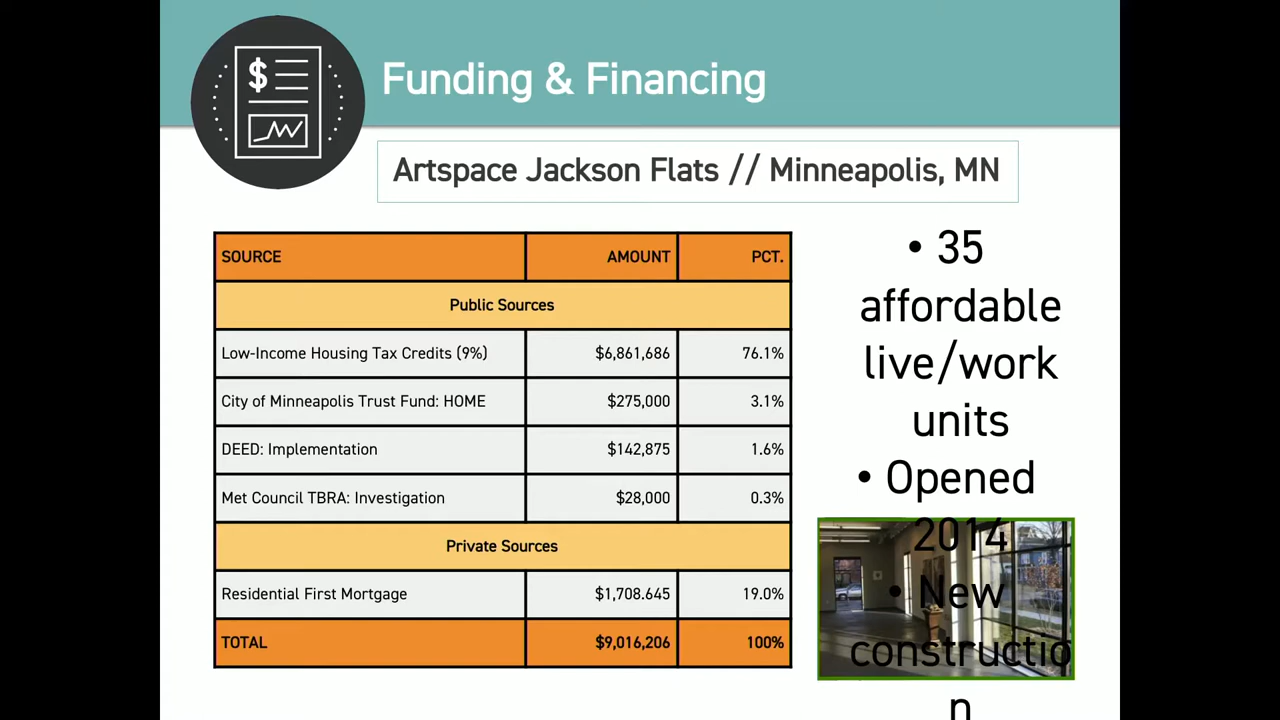 $
Funding & Financing
Artspace Jackson Flats // Minneapolis, MN
SOURCE AMOUNT PCT.
Public Sources
Low-Income Housing Tax Credits (9%) $6,861,686 76.1%
City of Minneapolis Trust Fund: HOME $275,000 3.1%
DEED: Implementation $142,875 1.6%
Met Council TBRA: Investigation $28,000 0.3%
Private Sources
Residential First Mortgage $1,708.645 19.0%
TOTAL $9,016,206 100%
• 35
affordable
live/work
units
• Opened
2014
• New
constructio
n